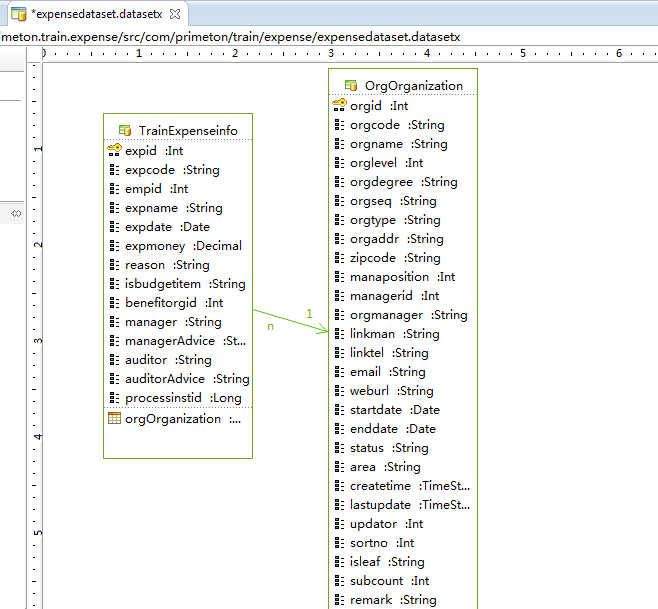 *expensedataset.datasetx
imeton.train.expense/src/com/primeton/train/expense/expensedataset.datasetx
0 1 2 3 4 5 6
1
2
3
4
5
TrainExpenseinfo
expid :Int
expcode :String
empid :Int
expname :String
expdate :Date
expmoney :Decimal
reason :String
isbudgetitem :String
benefitorgid :Int
manager :String
managerAdvice :St...
auditor :String
auditorAdvice :String
processinstid :Long
orgOrganization :...
n
1
OrgOrganization
orgid :Int
orgcode :String
orgname :String
orglevel :Int
orgdegree :String
orgseq :String
orgtype :String
orgaddr :String
zipcode :String
manaposition :Int
managerid :Int
orgmanager :String
linkman :String
linktel :String
email :String
weburl :String
startdate :Date
enddate :Date
status :String
area :String
createtime :TimeSt...
lastupdate :TimeSt...
updator :Int
sortno :Int
isleaf :String
subcount :Int
remark :String